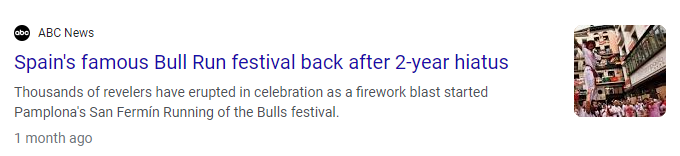 abc ABC News
Spain's famous Bull Run festival back after 2-year hiatus
Thousands of revelers have erupted in celebration as a firework blast started
Pamplona's San Fermín Running of the Bulls festival.
1 month ago